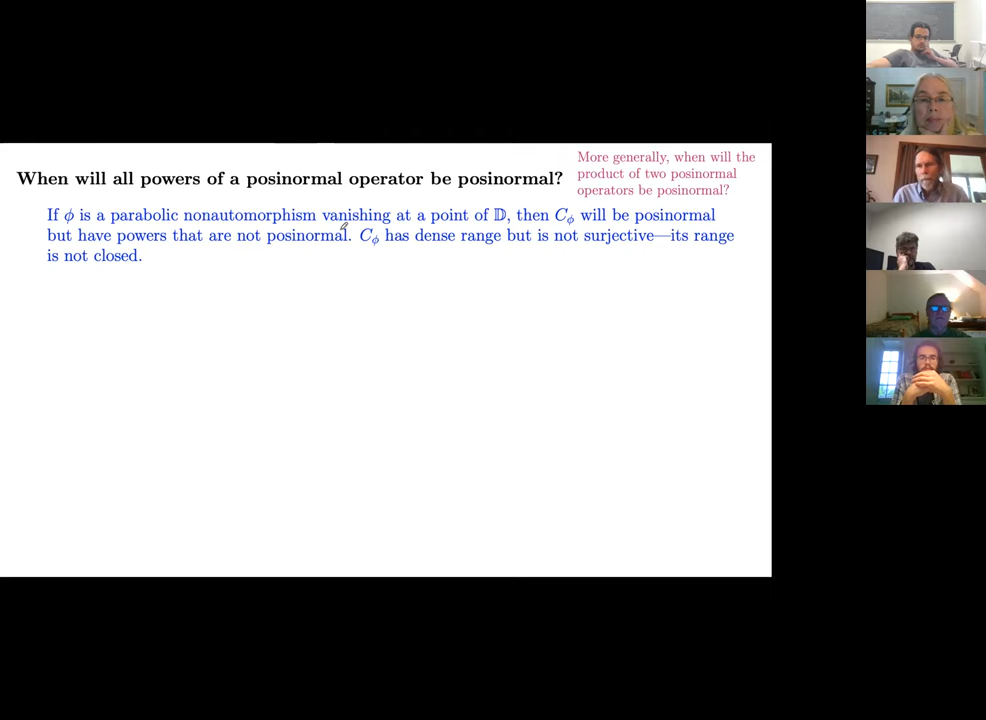 When will all powers of a posinormal operator be posinormal?
More generally, when will the
product of two posinormal
operators be posinormal?
If ϕ is a parabolic nonautomorphism vanishing at a point of 𝔻, then C_ϕ will be posinormal
but have powers that are not posinormal. C_ϕ has dense range but is not surjective—its range
is not closed.